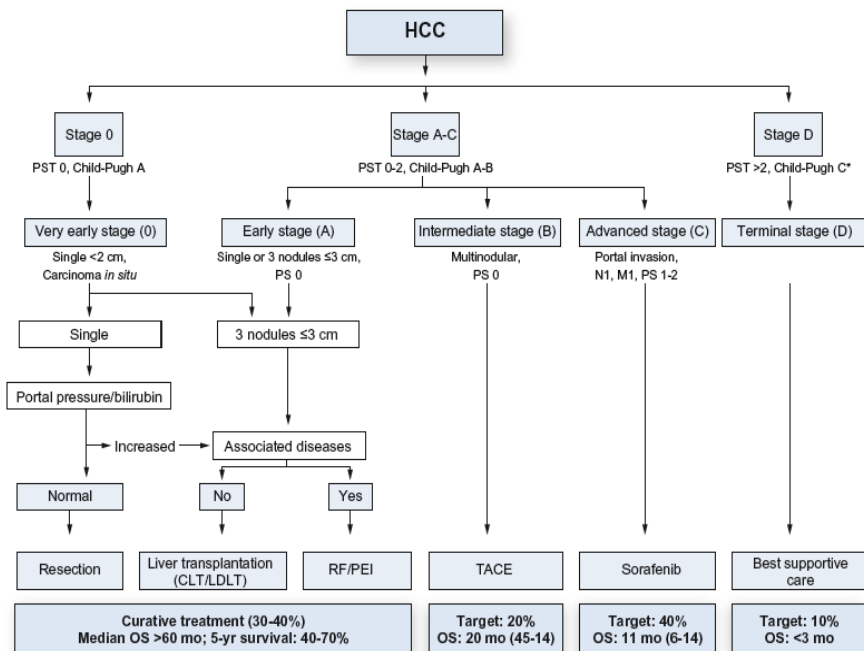 HCC
Stage 0
PST 0, Child-Pugh A
Stage A-C
PST 0-2, Child-Pugh A-B
Stage D
PST >2, Child-Pugh C*
Very early stage (0)
Single <2 cm,
Carcinoma in situ
Early stage (A)
Single or 3 nodules ≤3 cm,
PS 0
Intermediate stage (B)
Multinodular,
PS 0
Advanced stage (C)
Portal invasion,
N1, M1, PS 1-2
Terminal stage (D)
Single
3 nodules ≤3 cm
Portal pressure/bilirubin
Increased
Associated diseases
Normal
No
Yes
Resection
Liver transplantation
(CLT/LDLT)
RF/PEI
TACE
Sorafenib
Best supportive
care
Curative treatment (30-40%)
Median OS >60 mo; 5-yr survival: 40-70%
Target: 20%
OS: 20 mo (45-14)
Target: 40%
OS: 11 mo (6-14)
Target: 10%
OS: <3 mo